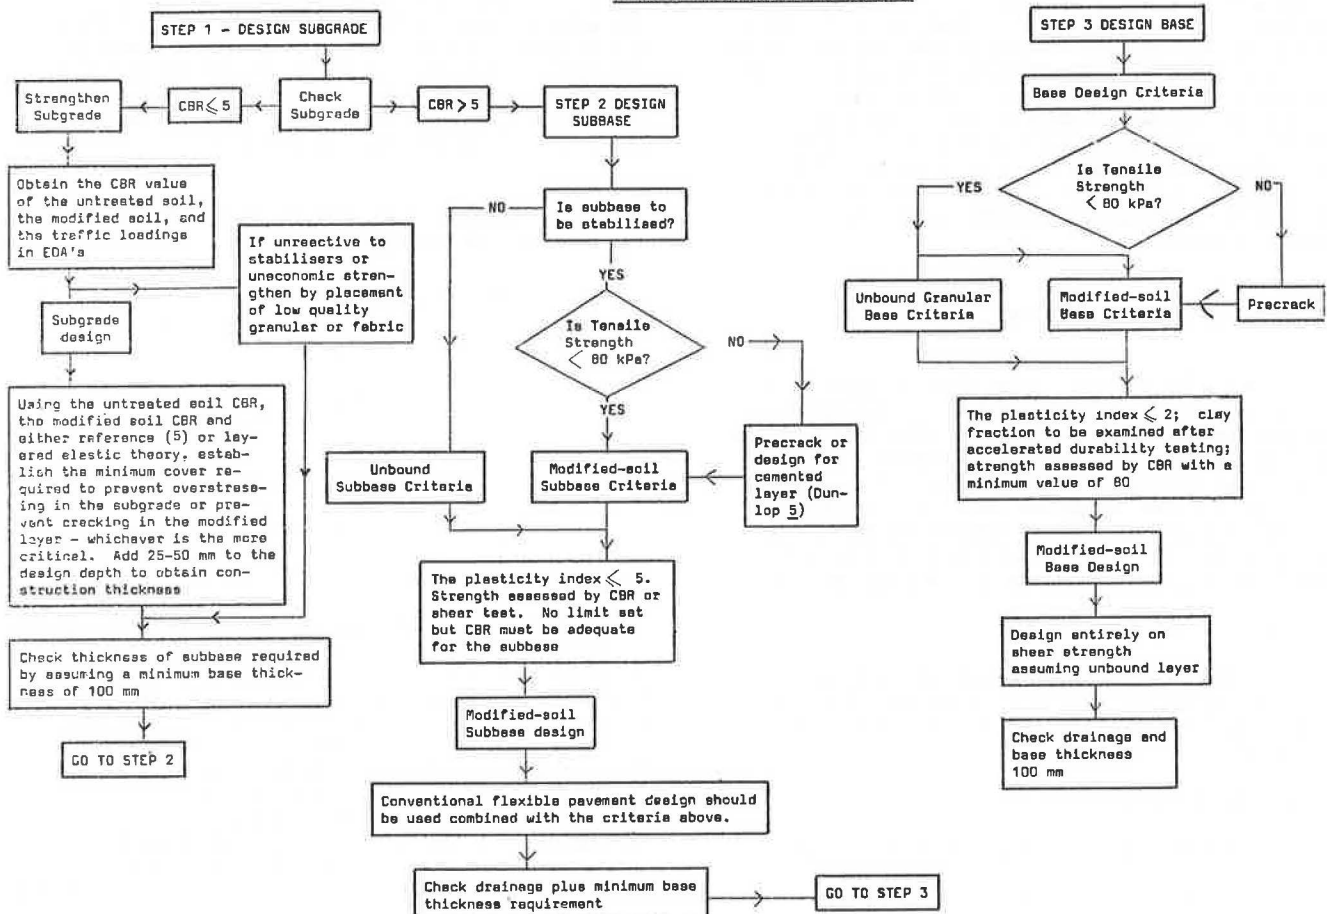 STEP 1 - DESIGN SUBGRADE
Strengthen
Subgrade
CBR ⩽ 5
Check
Subgrade
CBR > 5
STEP 2 DESIGN
SUBBASE
Obtain the CBR value
of the untreated soil,
the modified soil, and
the traffic loadings
in EDA's
If unreactive to
stabilisers or
uneconomic stren-
gthen by placement
of low quality
granular or fabric
Subgrade
design
Using the untreated soil CBR,
the modified soil CBR and
either reference (5) or lay-
ered elastic theory, estab-
lish the minimum cover re-
quired to prevent overstress-
ing in the subgrade or pre-
vent cracking in the modified
layer - whichever is the more
critical. Add 25-50 mm to the
design depth to obtain con-
struction thickness
Check thickness of subbase required
by assuming a minimum base thick-
ness of 100 mm
GO TO STEP 2
NO
Is subbase to
be stabilised?
YES
Is Tensile
Strength
< 80 kPa?
NO
YES
Unbound
Subbase Criteria
Modified-soil
Subbase Criteria
Precrack or
design for
cemented
layer (Dun-
lop 5)
The plasticity index ⩽ 5.
Strength assessed by CBR or
shear test. No limit set
but CBR must be adequate
for the subbase
Modified-soil
Subbase design
Conventional flexible pavement design should
be used combined with the criteria above.
Check drainage plus minimum base
thickness requirement
GO TO STEP 3
STEP 3 DESIGN BASE
Base Design Criteria
YES
Is Tensile
Strength
< 80 kPa?
NO
Unbound Granular
Base Criteria
Modified-soil
Base Criteria
Precrack
The plasticity index ⩽ 2; clay
fraction to be examined after
accelerated durability testing;
strength assessed by CBR with a
minimum value of 80
Modified-soil
Base Design
Design entirely on
shear strength
assuming unbound layer
Check drainage and
base thickness
100 mm